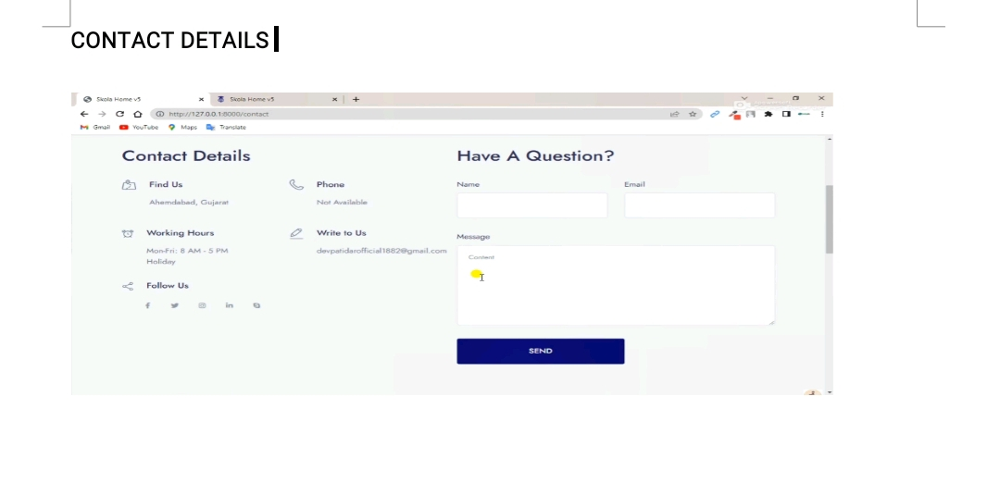 CONTACT DETAILS
Skola Home v5
Skola Home v5
http://127.0.0.1:8000/contact
Gmail YouTube Maps Translate
Contact Details
Find Us
Ahemdabad, Gujarat
Phone
Not Available
Working Hours
Mon-Fri: 8 AM - 5 PM
Holiday
Write to Us
devpatidarofficial1882@gmail.com
Follow Us
Have A Question?
Name
Email
Message
Content
SEND